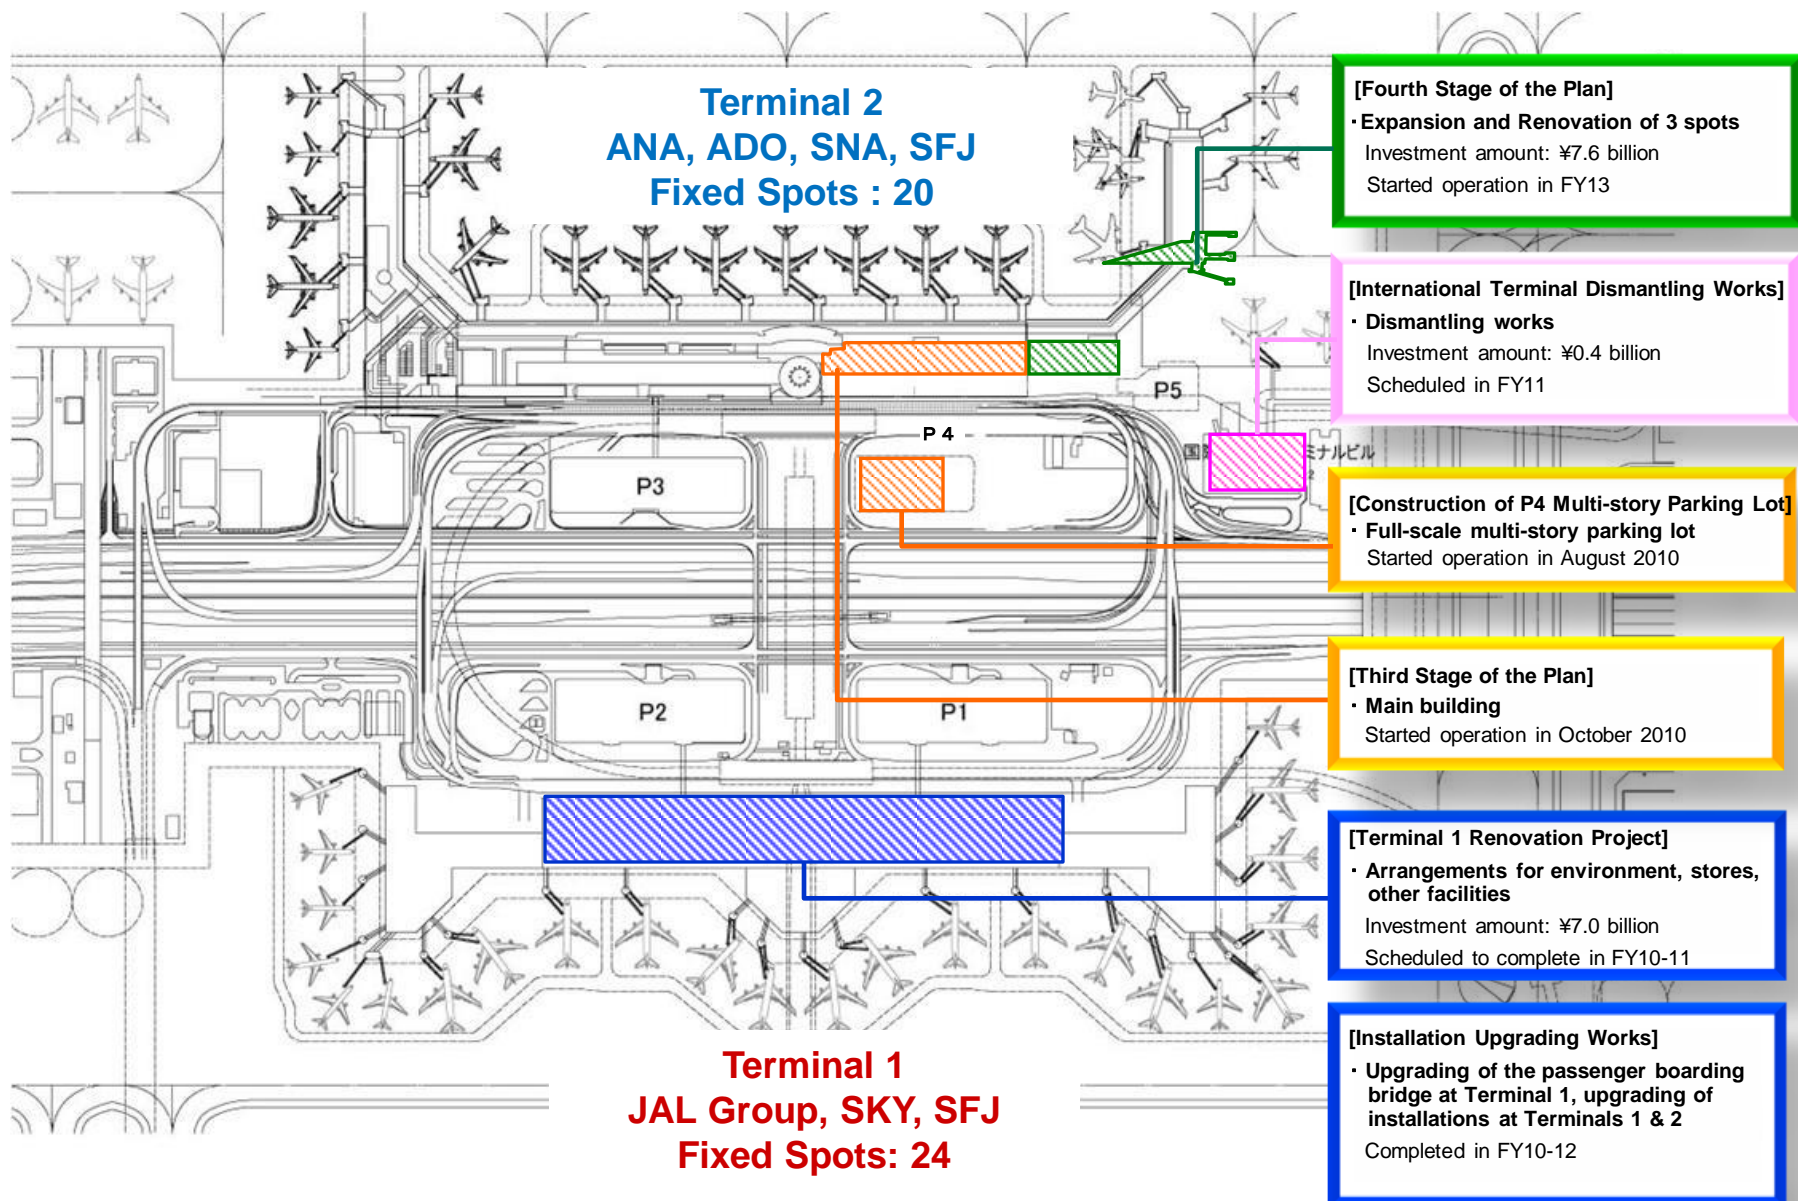 Terminal 2
ANA, ADO, SNA, SFJ
Fixed Spots : 20
[Fourth Stage of the Plan]
・Expansion and Renovation of 3 spots
Investment amount: ¥7.6 billion
Started operation in FY13
[International Terminal Dismantling Works]
・Dismantling works
Investment amount: ¥0.4 billion
Scheduled in FY11
P5
P 4
P3
ミナルビル
[Construction of P4 Multi-story Parking Lot]
・Full-scale multi-story parking lot
Started operation in August 2010
[Third Stage of the Plan]
・Main building
Started operation in October 2010
P2
P1
[Terminal 1 Renovation Project]
・Arrangements for environment, stores,
other facilities
Investment amount: ¥7.0 billion
Scheduled to complete in FY10-11
[Installation Upgrading Works]
・Upgrading of the passenger boarding
bridge at Terminal 1, upgrading of
installations at Terminals 1 & 2
Completed in FY10-12
Terminal 1
JAL Group, SKY, SFJ
Fixed Spots: 24